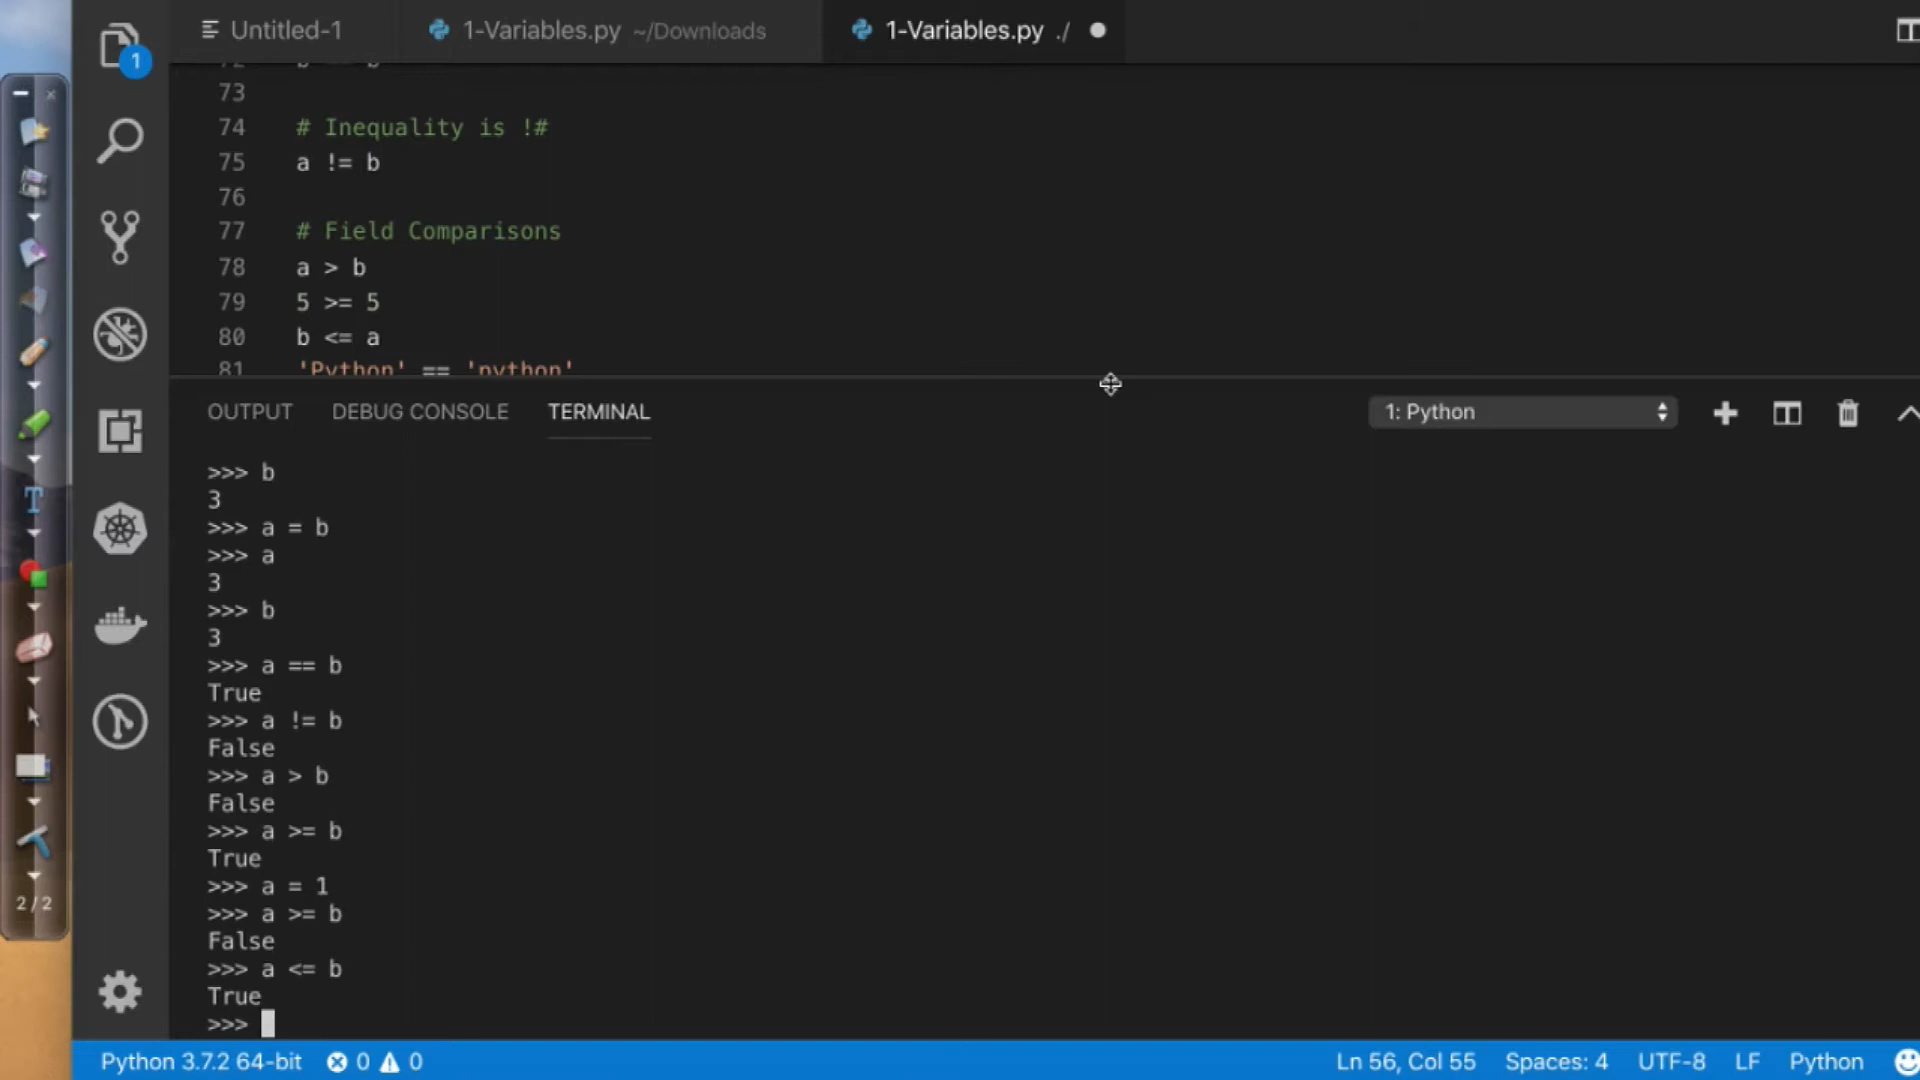 Untitled-1
1-Variables.py ~/Downloads
1-Variables.py ./
1
72 b == b
73
74 # Inequality is !#
75 a != b
76
77 # Field Comparisons
78 a > b
79 5 >= 5
80 b <= a
81 'Python' == 'python'
OUTPUT DEBUG CONSOLE TERMINAL 1: Python
>>> b
3
>>> a = b
>>> a
3
>>> b
3
>>> a == b
True
>>> a != b
False
>>> a > b
False
>>> a >= b
True
>>> a = 1
>>> a >= b
False
>>> a <= b
True
>>>
T
2/2
Python 3.7.2 64-bit 0 0 Ln 56, Col 55 Spaces: 4 UTF-8 LF Python